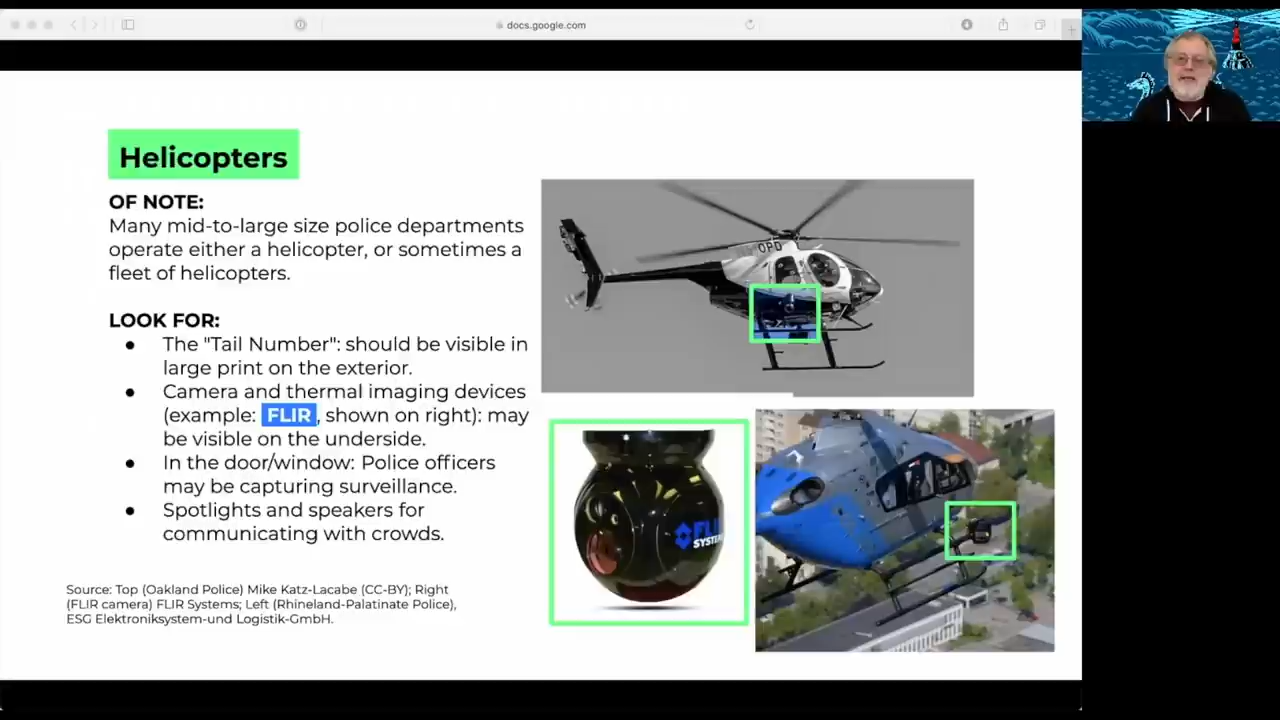 docs.google.com
Helicopters
OF NOTE:
Many mid-to-large size police departments
operate either a helicopter, or sometimes a
fleet of helicopters.
LOOK FOR:
● The "Tail Number": should be visible in
large print on the exterior.
● Camera and thermal imaging devices
(example: FLIR, shown on right): may
be visible on the underside.
● In the door/window: Police officers
may be capturing surveillance.
● Spotlights and speakers for
communicating with crowds.
Source: Top (Oakland Police) Mike Katz-Lacabe (CC-BY); Right
(FLIR camera) FLIR Systems; Left (Rhineland-Palatinate Police),
ESG Elektroniksystem-und Logistik-GmbH.
OPD